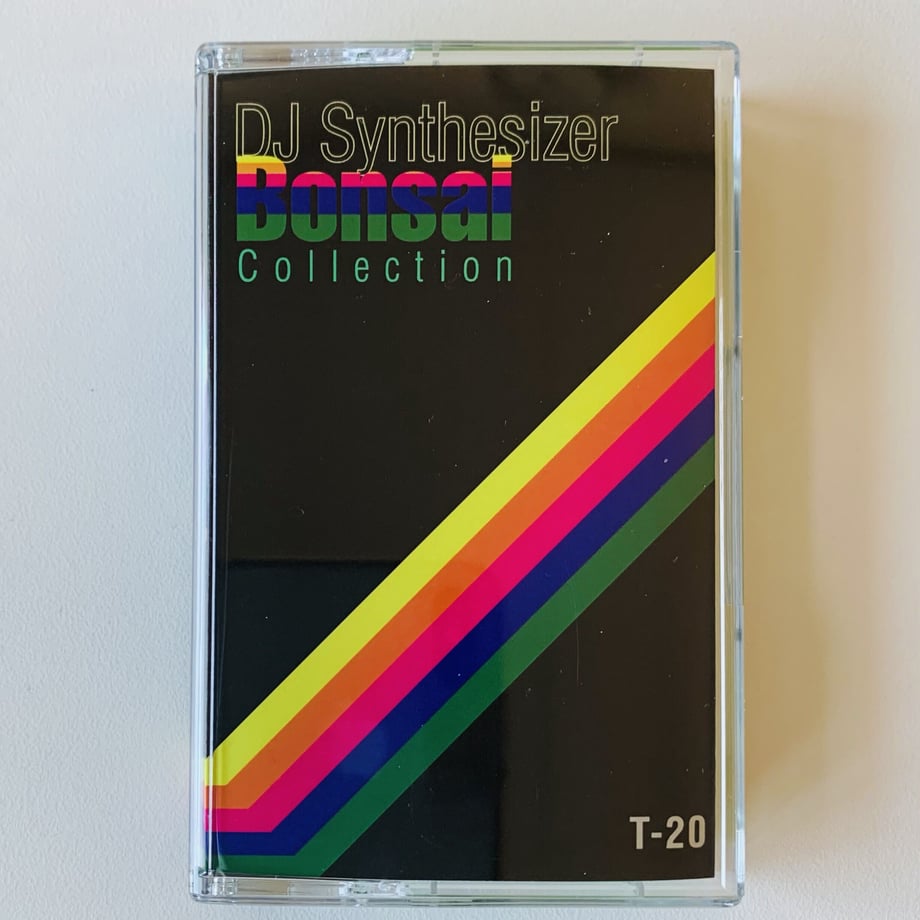 DJ Synthesizer
Bonsai
Collection
T-20